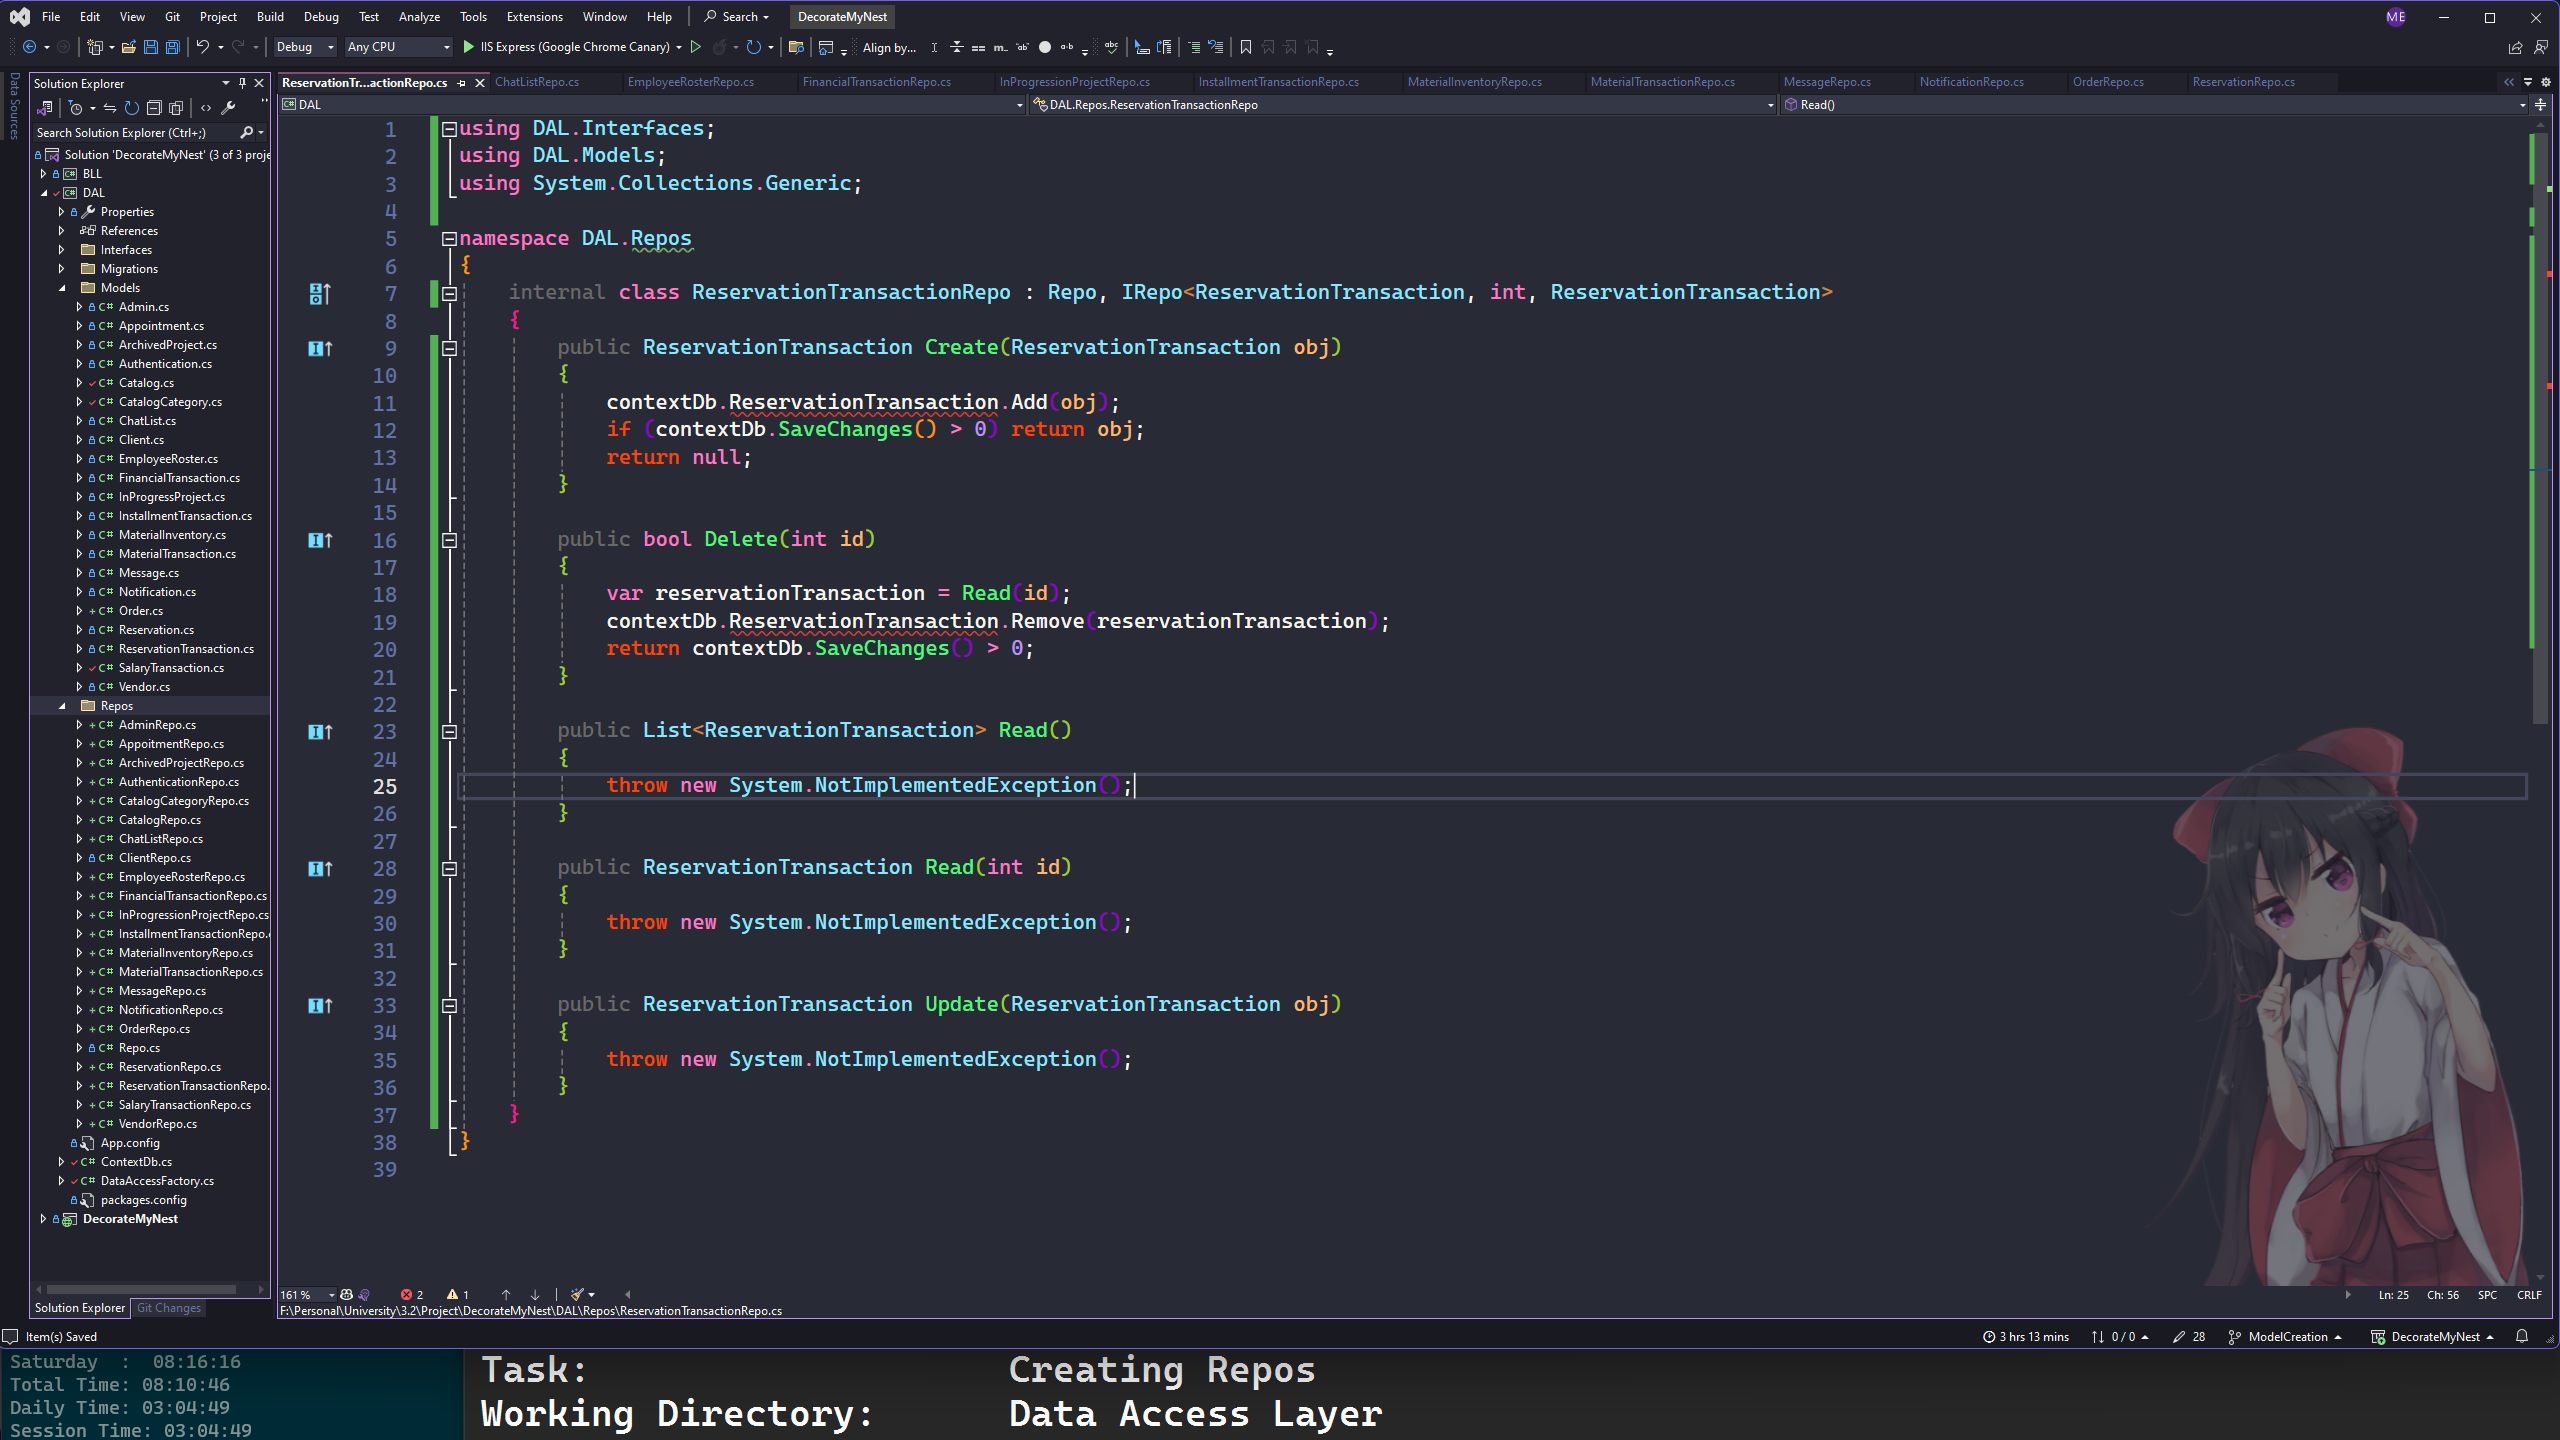 File Edit View Git Project Build Debug Test Analyze Tools Extensions Window Help Search DecorateMyNest ME
Debug Any CPU IIS Express (Google Chrome Canary) Align by...
Data Sources
Solution Explorer
Search Solution Explorer (Ctrl+;)
Solution 'DecorateMyNest' (3 of 3 proje
BLL
DAL
Properties
References
Interfaces
Migrations
Models
C# Admin.cs
C# Appointment.cs
C# ArchivedProject.cs
C# Authentication.cs
C# Catalog.cs
C# CatalogCategory.cs
C# ChatList.cs
C# Client.cs
C# EmployeeRoster.cs
C# FinancialTransaction.cs
C# InProgressProject.cs
C# InstallmentTransaction.cs
C# MaterialInventory.cs
C# MaterialTransaction.cs
C# Message.cs
C# Notification.cs
C# Order.cs
C# Reservation.cs
C# ReservationTransaction.cs
C# SalaryTransaction.cs
C# Vendor.cs
Repos
C# AdminRepo.cs
C# AppoitmentRepo.cs
C# ArchivedProjectRepo.cs
C# AuthenticationRepo.cs
C# CatalogCategoryRepo.cs
C# CatalogRepo.cs
C# ChatListRepo.cs
C# ClientRepo.cs
C# EmployeeRosterRepo.cs
C# FinancialTransactionRepo.cs
C# InProgressionProjectRepo.cs
C# InstallmentTransactionRepo.
C# MaterialInventoryRepo.cs
C# MaterialTransactionRepo.cs
C# MessageRepo.cs
C# NotificationRepo.cs
C# OrderRepo.cs
C# Repo.cs
C# ReservationRepo.cs
C# ReservationTransactionRepo.
C# SalaryTransactionRepo.cs
C# VendorRepo.cs
App.config
C# ContextDb.cs
C# DataAccessFactory.cs
packages.config
DecorateMyNest
Solution Explorer Git Changes
ReservationTr...actionRepo.cs ChatListRepo.cs EmployeeRosterRepo.cs FinancialTransactionRepo.cs InProgressionProjectRepo.cs InstallmentTransactionRepo.cs MaterialInventoryRepo.cs MaterialTransactionRepo.cs MessageRepo.cs NotificationRepo.cs OrderRepo.cs ReservationRepo.cs
DAL DAL.Repos.ReservationTransactionRepo Read()
1 using DAL.Interfaces;
2 using DAL.Models;
3 using System.Collections.Generic;
4
5 namespace DAL.Repos
6 {
7 internal class ReservationTransactionRepo : Repo, IRepo<ReservationTransaction, int, ReservationTransaction>
8 {
9 public ReservationTransaction Create(ReservationTransaction obj)
10 {
11 contextDb.ReservationTransaction.Add(obj);
12 if (contextDb.SaveChanges() > 0) return obj;
13 return null;
14 }
15
16 public bool Delete(int id)
17 {
18 var reservationTransaction = Read(id);
19 contextDb.ReservationTransaction.Remove(reservationTransaction);
20 return contextDb.SaveChanges() > 0;
21 }
22
23 public List<ReservationTransaction> Read()
24 {
25 throw new System.NotImplementedException();
26 }
27
28 public ReservationTransaction Read(int id)
29 {
30 throw new System.NotImplementedException();
31 }
32
33 public ReservationTransaction Update(ReservationTransaction obj)
34 {
35 throw new System.NotImplementedException();
36 }
37 }
38 }
39
161 % 2 1 Ln: 25 Ch: 56 SPC CRLF
F:\Personal\University\3.2\Project\DecorateMyNest\DAL\Repos\ReservationTransactionRepo.cs
Item(s) Saved 3 hrs 13 mins 0 / 0 28 ModelCreation DecorateMyNest
Saturday : 08:16:16
Total Time: 08:10:46
Daily Time: 03:04:49
Session Time: 03:04:49
Task: Creating Repos
Working Directory: Data Access Layer